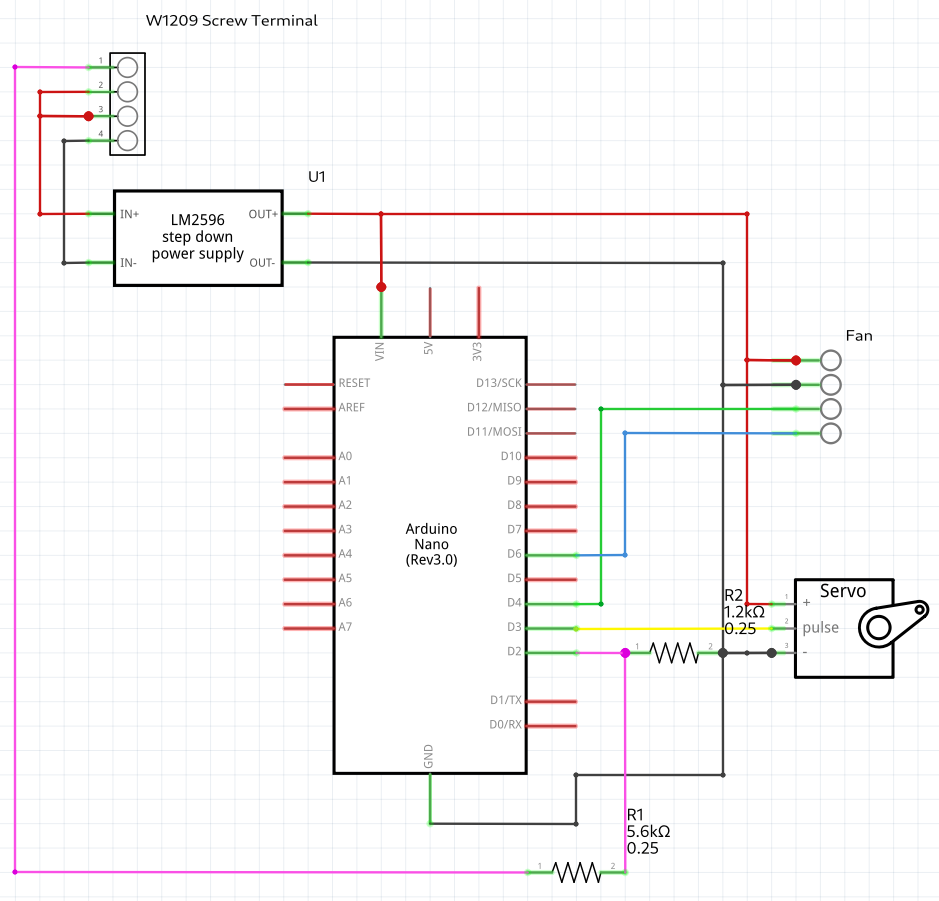 W1209 Screw Terminal
1
2
3
4
U1
IN+
OUT+
LM2596
step down
power supply
IN-
OUT-
VIN
5V
3V3
Fan
RESET
D13/SCK
AREF
D12/MISO
D11/MOSI
A0
D10
A1
D9
A2
D8
A3
D7
Arduino
Nano
(Rev3.0)
A4
D6
A5
D5
A6
D4
A7
D3
D2
D1/TX
D0/RX
GND
R2
1.2kΩ
0.25
1
2
Servo
1
+
2
pulse
3
-
R1
5.6kΩ
0.25
1
2